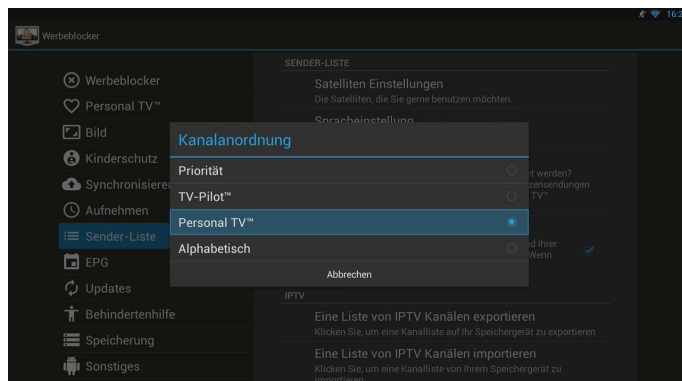 16:2
Werbeblocker
Werbeblocker
Personal TV™
Bild
Kinderschutz
Synchronisieren
Aufnehmen
Sender-Liste
EPG
Updates
Behindertenhilfe
Speicherung
Sonstiges
SENDER-LISTE
Satelliten Einstellungen
Die Satelliten, die Sie gerne benutzen möchten.
Spracheinstellung
Kanalanordnung
Priorität
TV-Pilot™
Personal TV™
Alphabetisch
Abbrechen
et werden?
zensendungen
TV™
nd Ihrer
Wenn
IPTV
Eine Liste von IPTV Kanälen exportieren
Klicken Sie, um eine Kanalliste auf Ihr Speichergerät zu exportieren
Eine Liste von IPTV Kanälen importieren
Klicken Sie, um eine Kanalliste von Ihrem Speichergerät zu
importieren